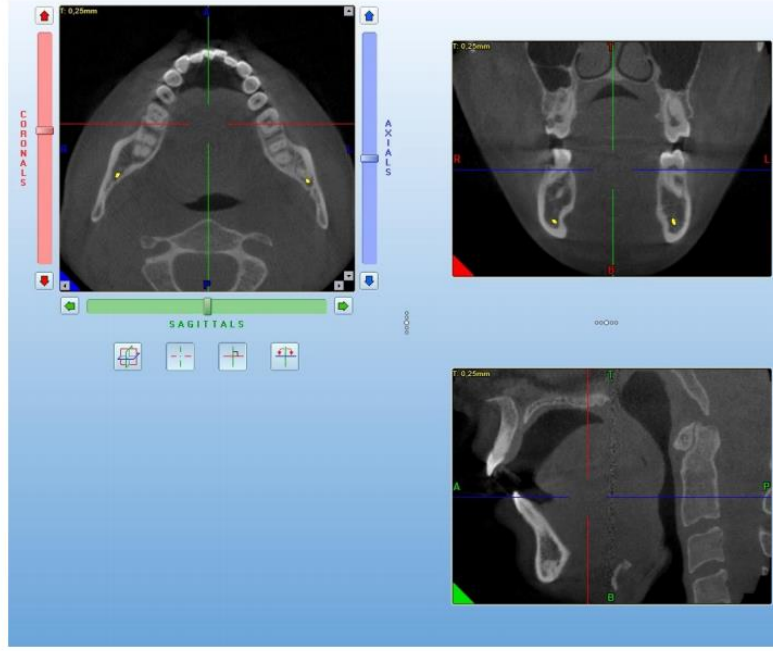 T: 0,25mm
A
CORONALS
R
L
P
AXIALS
SAGITTALS
T: 0,25mm
T
R
L
B
T: 0,25mm
T
A
P
B